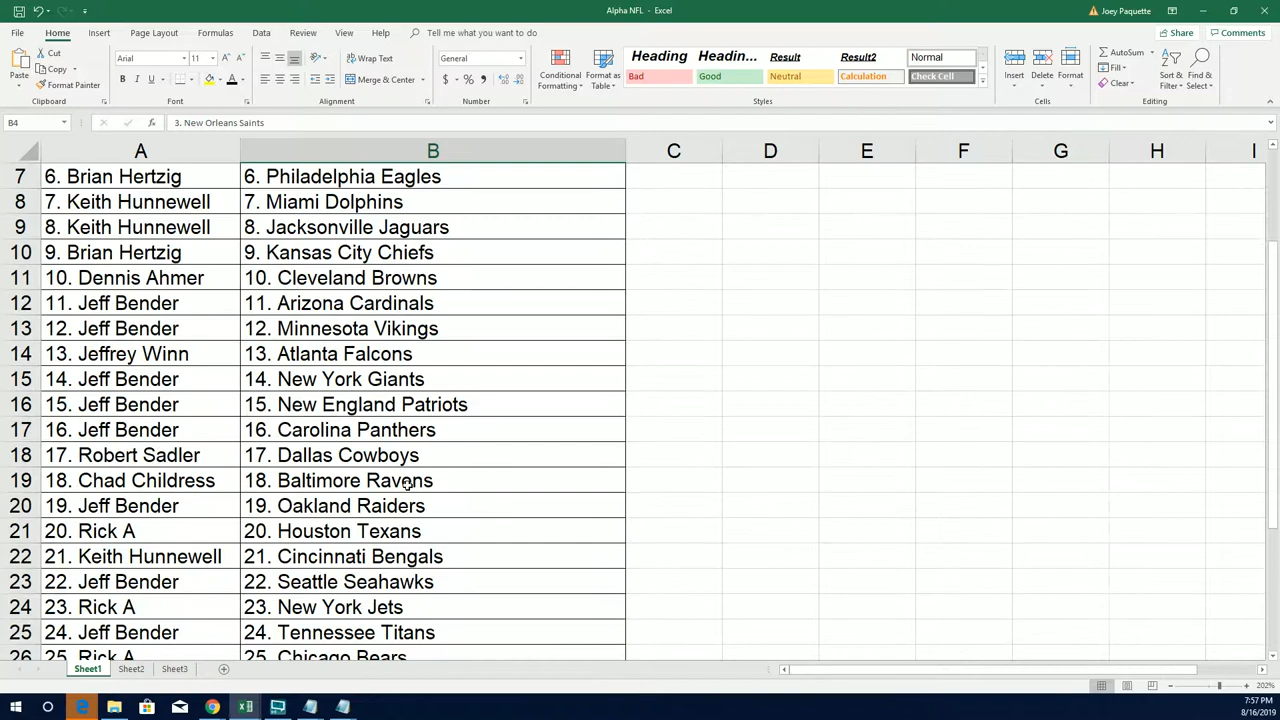 Alpha NFL - Excel
Joey Paquette
File Home Insert Page Layout Formulas Data Review View Help Tell me what you want to do
Share Comments
Paste
Cut
Copy
Format Painter
Clipboard
Arial 11
B I U
Font
Wrap Text
Merge & Center
Alignment
General
$ % ,
Number
Conditional Formatting
Format as Table
Heading Headin... Result Result2 Normal
Bad Good Neutral Calculation Check Cell
Styles
Insert Delete Format
Cells
AutoSum
Fill
Clear
Sort & Filter
Find & Select
Editing
B4 fx 3. New Orleans Saints
A B C D E F G H I
7 6. Brian Hertzig 6. Philadelphia Eagles
8 7. Keith Hunnewell 7. Miami Dolphins
9 8. Keith Hunnewell 8. Jacksonville Jaguars
10 9. Brian Hertzig 9. Kansas City Chiefs
11 10. Dennis Ahmer 10. Cleveland Browns
12 11. Jeff Bender 11. Arizona Cardinals
13 12. Jeff Bender 12. Minnesota Vikings
14 13. Jeffrey Winn 13. Atlanta Falcons
15 14. Jeff Bender 14. New York Giants
16 15. Jeff Bender 15. New England Patriots
17 16. Jeff Bender 16. Carolina Panthers
18 17. Robert Sadler 17. Dallas Cowboys
19 18. Chad Childress 18. Baltimore Ravens
20 19. Jeff Bender 19. Oakland Raiders
21 20. Rick A 20. Houston Texans
22 21. Keith Hunnewell 21. Cincinnati Bengals
23 22. Jeff Bender 22. Seattle Seahawks
24 23. Rick A 23. New York Jets
25 24. Jeff Bender 24. Tennessee Titans
26 25. Rick A 25. Chicago Bears
Sheet1 Sheet2 Sheet3
202%
7:57 PM
8/16/2019